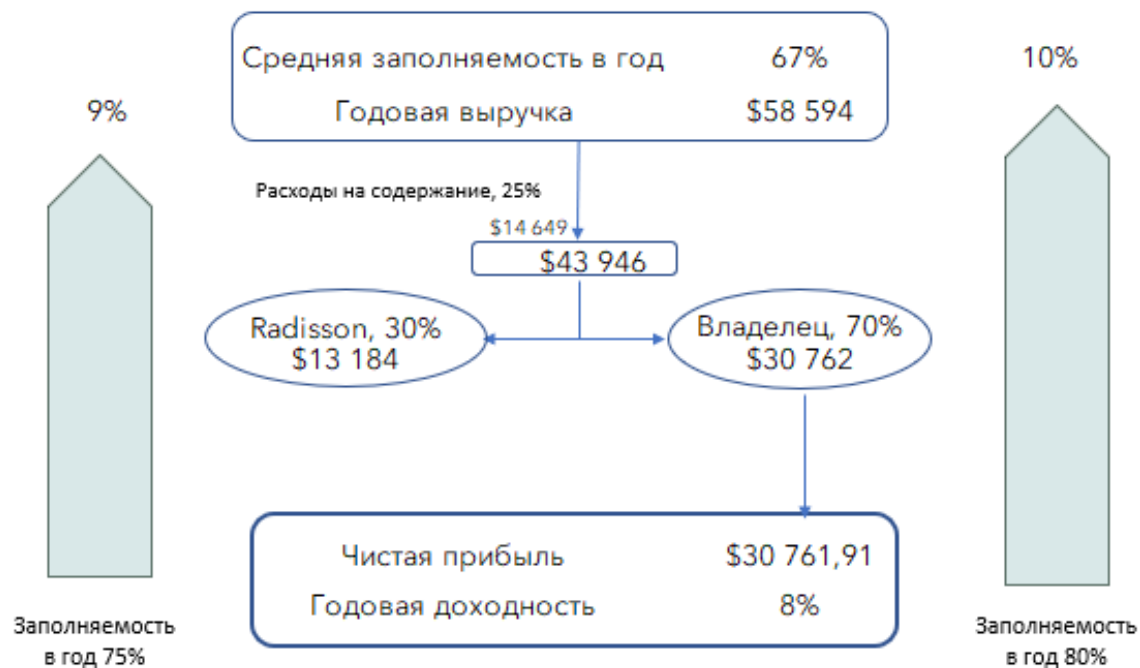 Средняя заполняемость в год 67%
Годовая выручка $58 594
9%
10%
Расходы на содержание, 25%
$14 649
$43 946
Radisson, 30%
$13 184
Владелец, 70%
$30 762
Чистая прибыль $30 761,91
Годовая доходность 8%
Заполняемость
в год 75%
Заполняемость
в год 80%